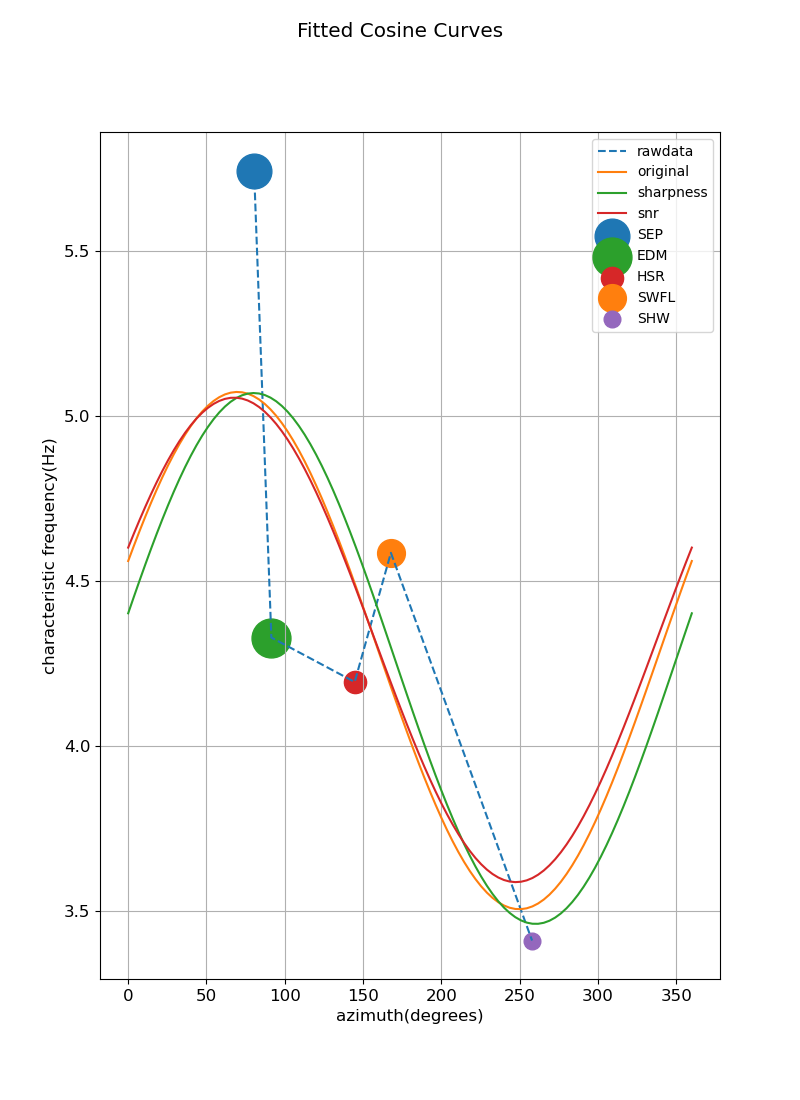 Fitted Cosine Curves
rawdata
original
sharpness
snr
SEP
EDM
HSR
SWFL
SHW
5.5
5.0
4.5
4.0
3.5
characteristic frequency(Hz)
0 50 100 150 200 250 300 350
azimuth(degrees)